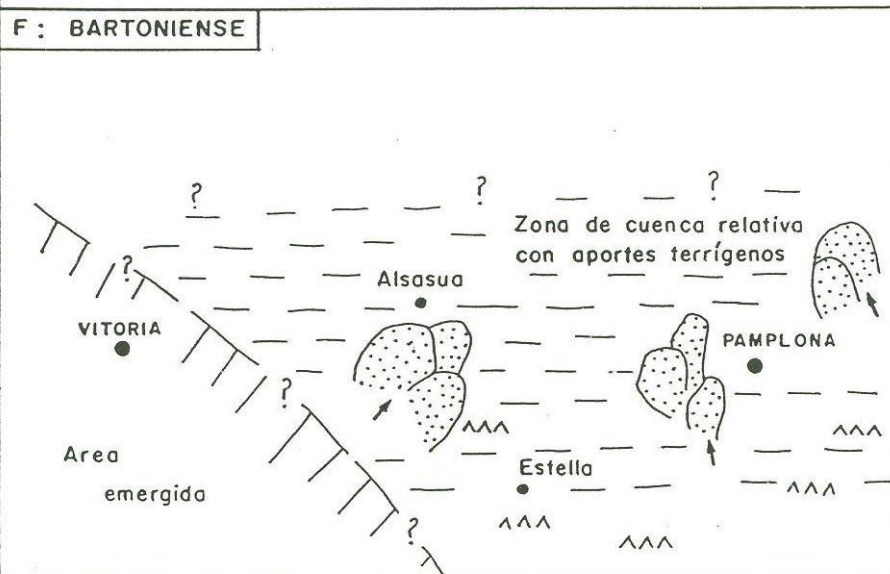 F: BARTONIENSE
?
?
?
Zona de cuenca relativa
con aportes terrígenos
?
Alsasua
VITORIA
PAMPLONA
?
Area
emergida
Estella
?